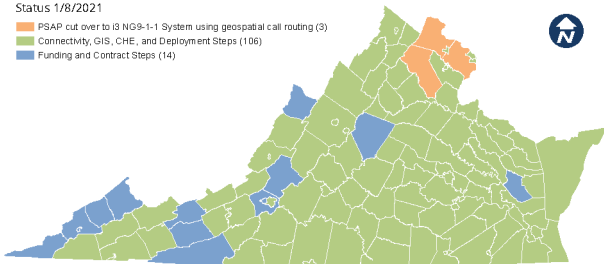 Status 1/8/2021
PSAP cut over to i3 NG9-1-1 System using geospatial call routing (3)
Connectivity, GIS, CHE, and Deployment Steps (106)
Funding and Contract Steps (14)
N